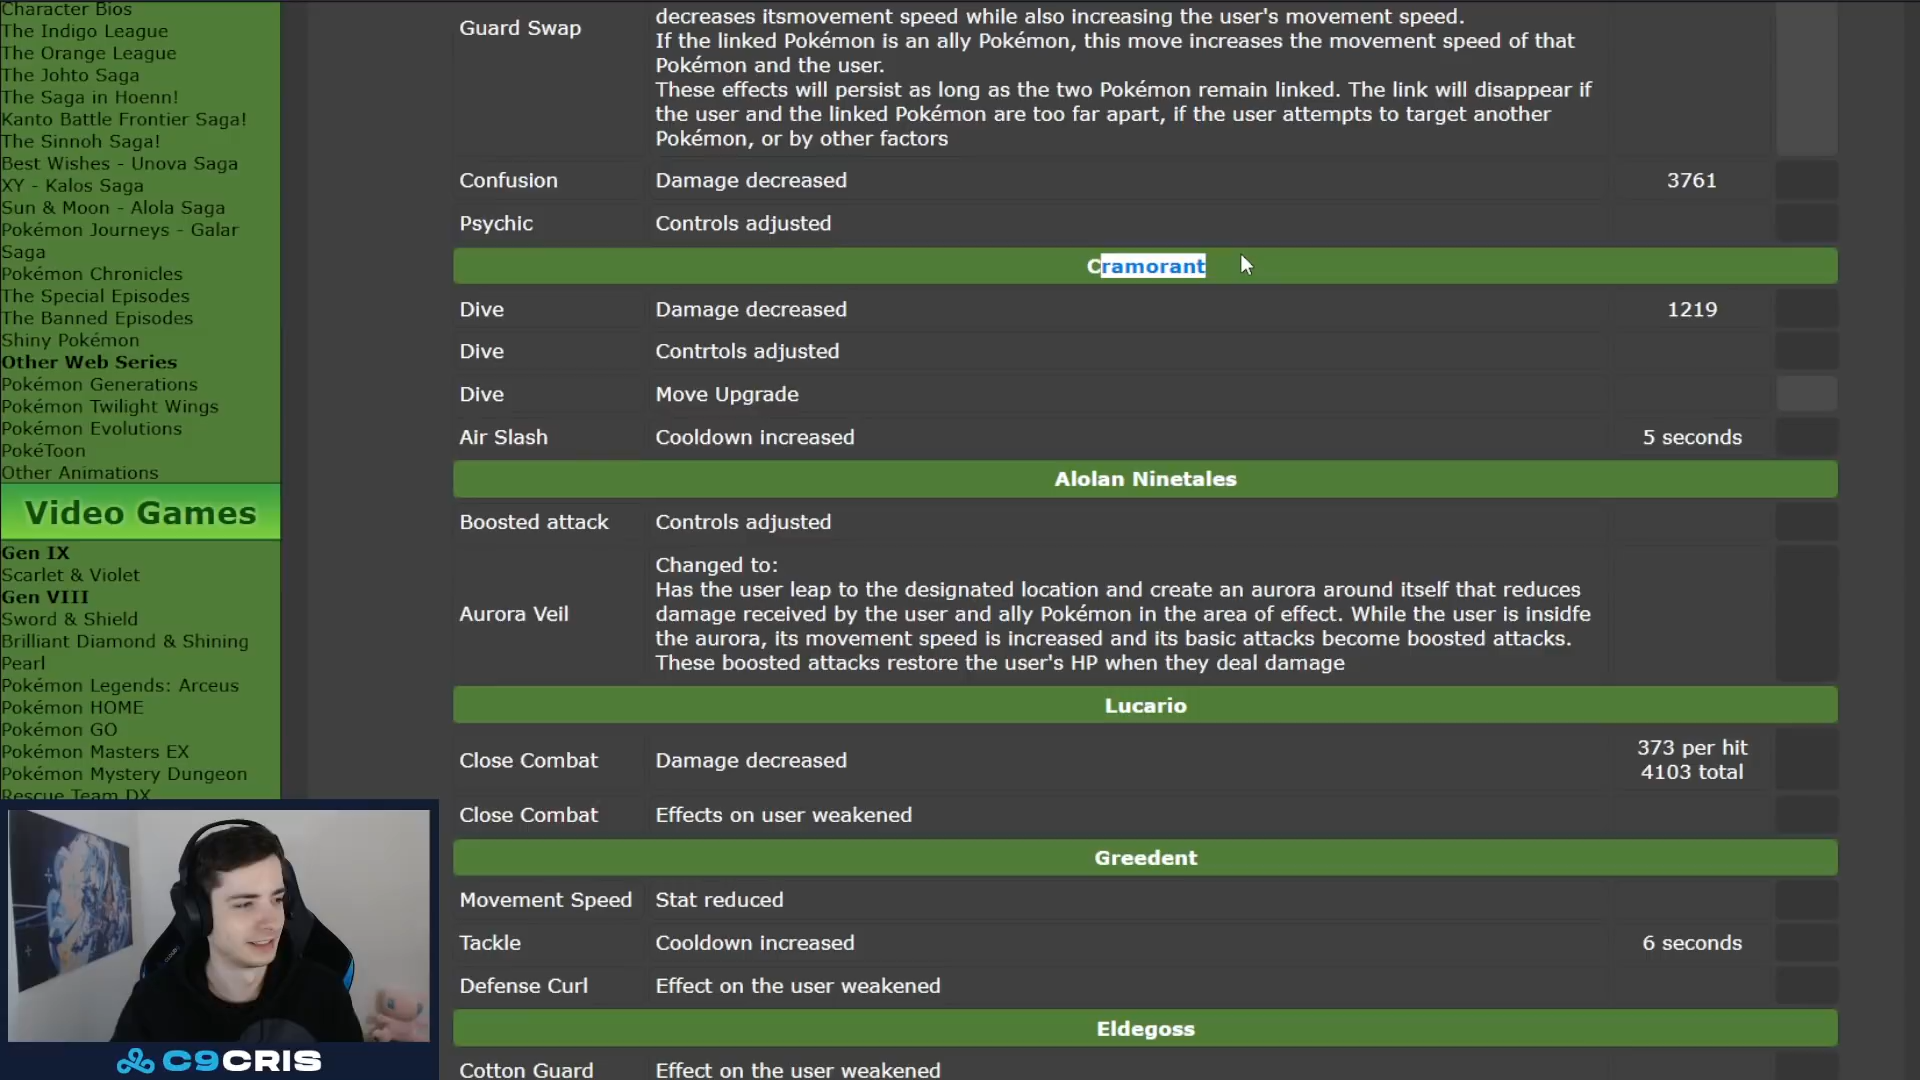 Character Bios
The Indigo League
The Orange League
The Johto Saga
The Saga in Hoenn!
Kanto Battle Frontier Saga!
The Sinnoh Saga!
Best Wishes - Unova Saga
XY - Kalos Saga
Sun & Moon - Alola Saga
Pokémon Journeys - Galar
Saga
Pokémon Chronicles
The Special Episodes
The Banned Episodes
Shiny Pokémon
Other Web Series
Pokémon Generations
Pokémon Twilight Wings
Pokémon Evolutions
PokéToon
Other Animations
Video Games
Gen IX
Scarlet & Violet
Gen VIII
Sword & Shield
Brilliant Diamond & Shining
Pearl
Pokémon Legends: Arceus
Pokémon HOME
Pokémon GO
Pokémon Masters EX
Pokémon Mystery Dungeon
Rescue Team DX
Guard Swap
decreases itsmovement speed while also increasing the user's movement speed.
If the linked Pokémon is an ally Pokémon, this move increases the movement speed of that
Pokémon and the user.
These effects will persist as long as the two Pokémon remain linked. The link will disappear if
the user and the linked Pokémon are too far apart, if the user attempts to target another
Pokémon, or by other factors
Confusion Damage decreased 3761
Psychic Controls adjusted
Cramorant
Dive Damage decreased 1219
Dive Contrtols adjusted
Dive Move Upgrade
Air Slash Cooldown increased 5 seconds
Alolan Ninetales
Boosted attack Controls adjusted
Aurora Veil
Changed to:
Has the user leap to the designated location and create an aurora around itself that reduces
damage received by the user and ally Pokémon in the area of effect. While the user is insidfe
the aurora, its movement speed is increased and its basic attacks become boosted attacks.
These boosted attacks restore the user's HP when they deal damage
Lucario
Close Combat Damage decreased 373 per hit
4103 total
Close Combat Effects on user weakened
Greedent
Movement Speed Stat reduced
Tackle Cooldown increased 6 seconds
Defense Curl Effect on the user weakened
Eldegoss
Cotton Guard Effect on the user weakened
C9CRIS